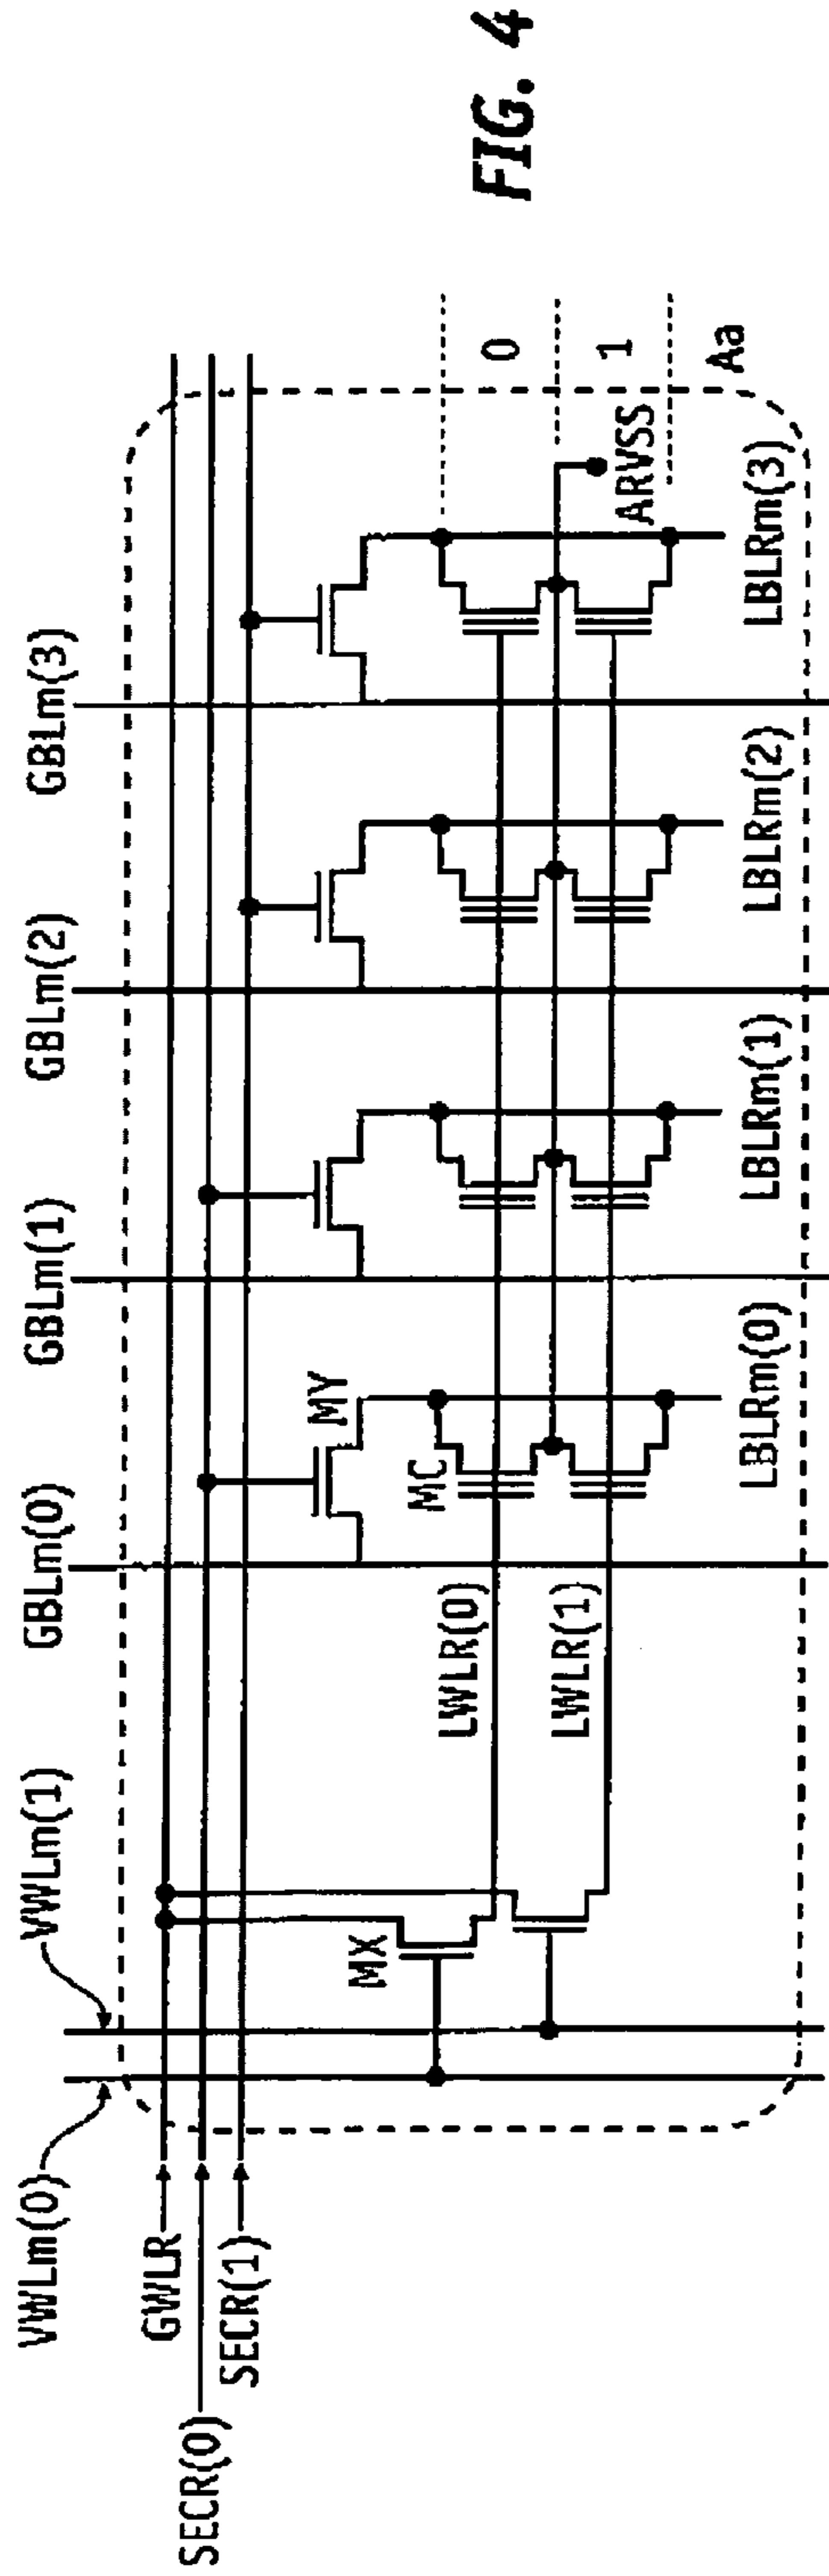 VWLm(0)
VWLm(1)
GBLm(0)
GBLm(1)
GBLm(2)
GBLm(3)
GWLR
SECR(0)
SECR(1)
MX
MY
MC
LWLR(0)
LWLR(1)
0
1
ARVSS
Aa
LBLRm(0)
LBLRm(1)
LBLRm(2)
LBLRm(3)
FIG. 4